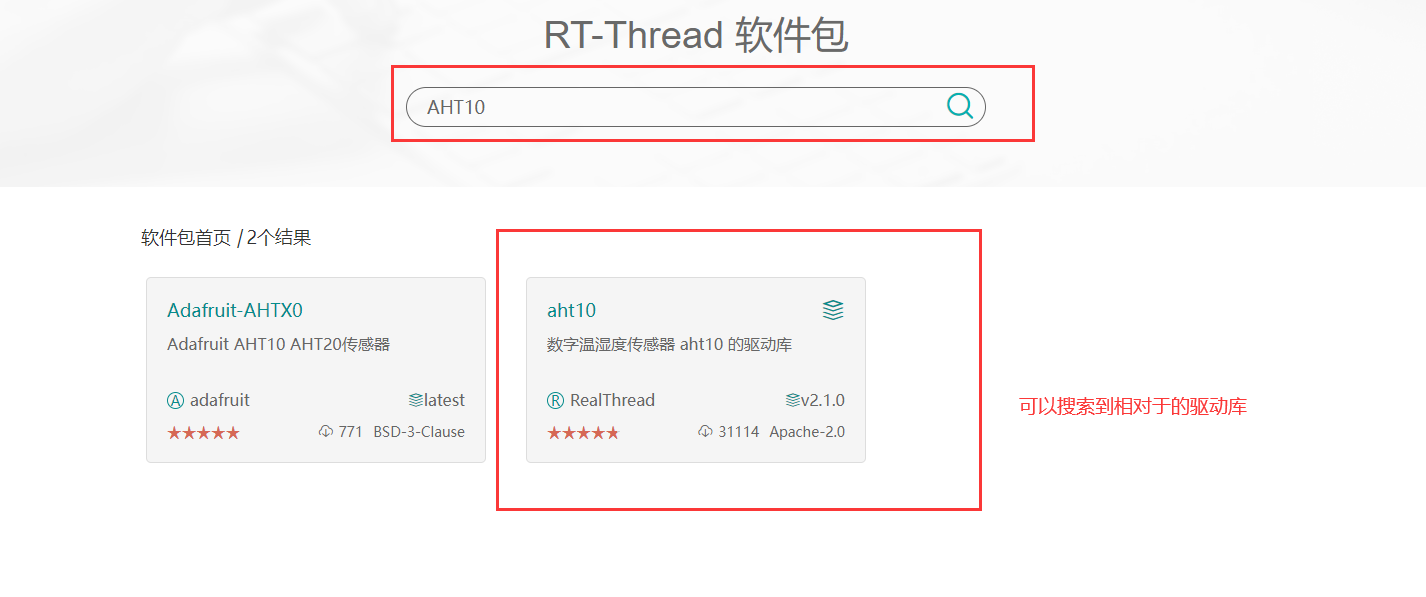 RT-Thread 软件包
AHT10
软件包首页 / 2个结果
Adafruit-AHTX0
Adafruit AHT10 AHT20传感器
A adafruit
latest
771 BSD-3-Clause
aht10
数字温湿度传感器 aht10 的驱动库
R RealThread
v2.1.0
31114 Apache-2.0
可以搜索到相对于的驱动库